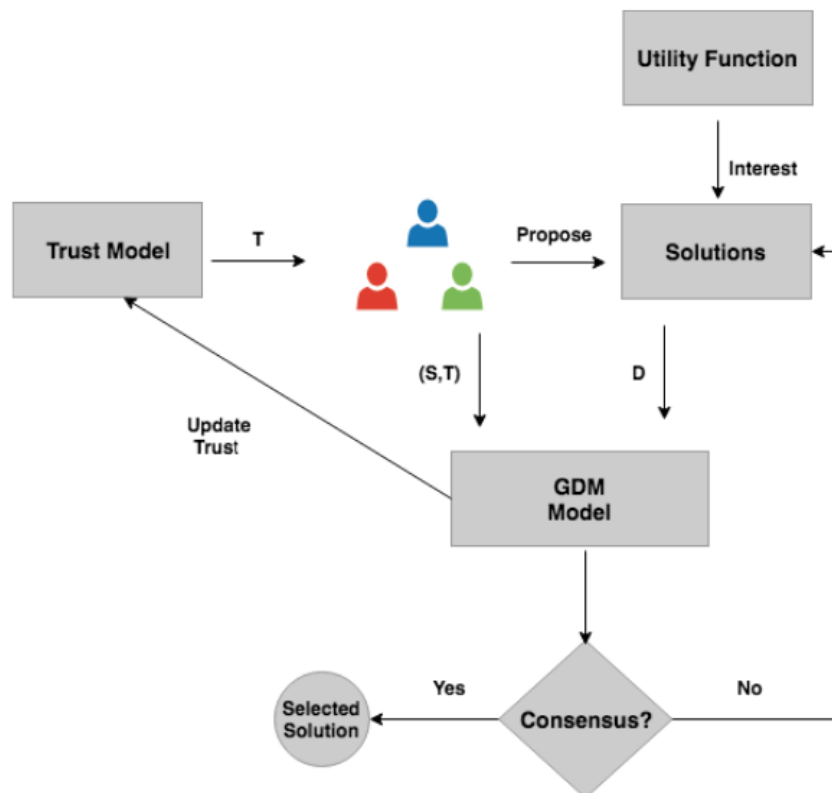 Utility Function
Interest
Trust Model
T
Propose
Solutions
(S,T)
D
Update
Trust
GDM
Model
Yes
No
Selected
Solution
Consensus?